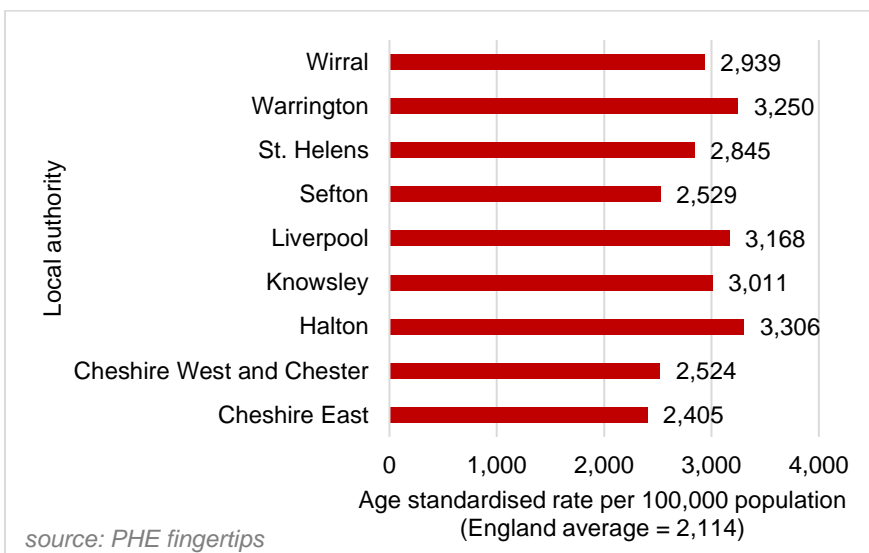 Local authority
Wirral 2,939
Warrington 3,250
St. Helens 2,845
Sefton 2,529
Liverpool 3,168
Knowsley 3,011
Halton 3,306
Cheshire West and Chester 2,524
Cheshire East 2,405
0 1,000 2,000 3,000 4,000
Age standardised rate per 100,000 population
(England average = 2,114)
source: PHE fingertips